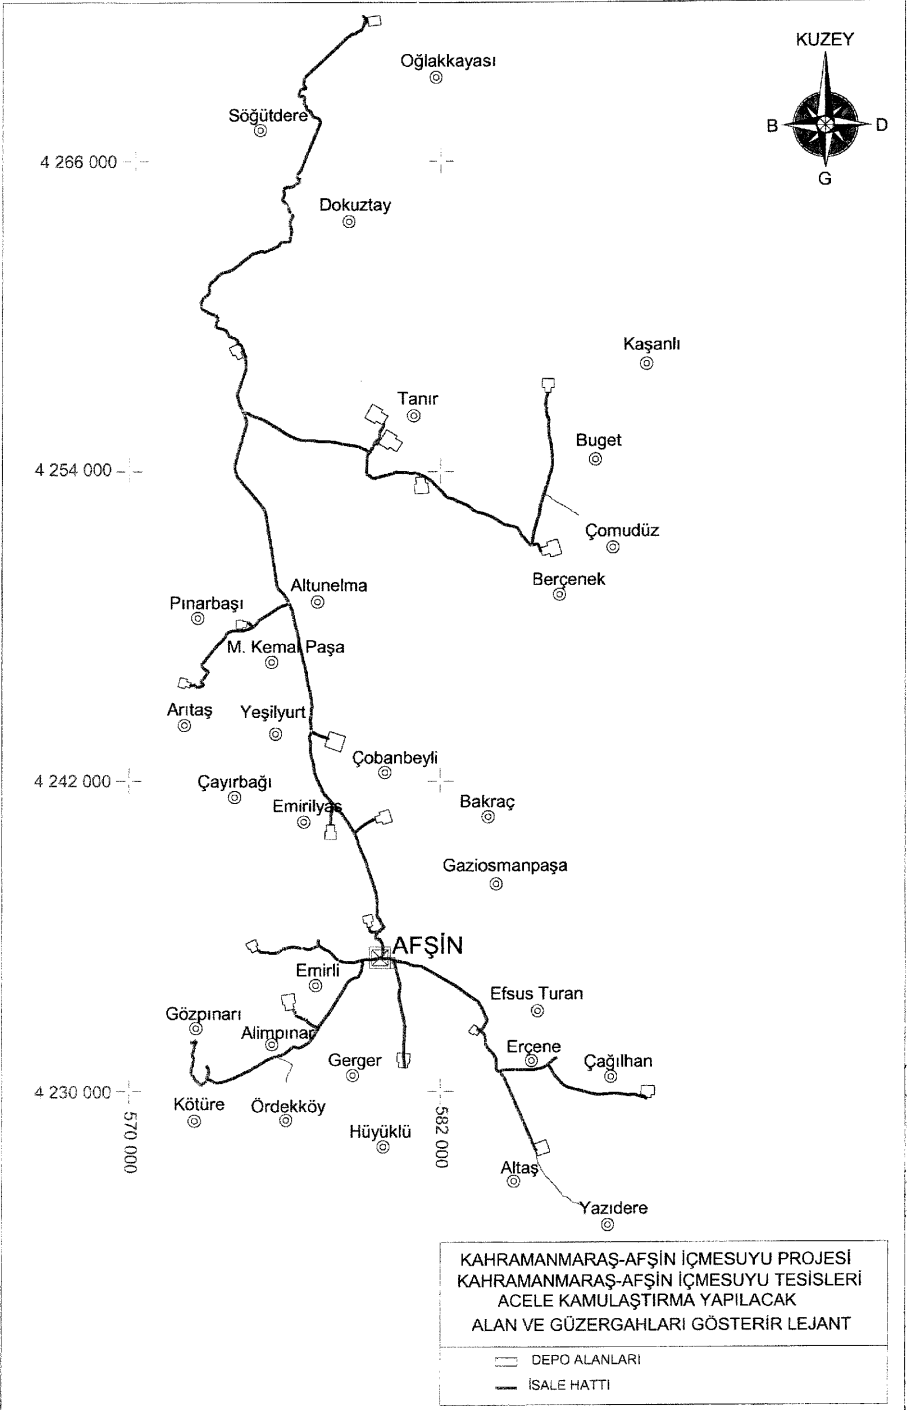 KUZEY
B
D
G
Oğlakkayası
Söğütdere
4 266 000
Dokuztay
Kaşanlı
Tanır
Buget
4 254 000
Çomudüz
Berçenek
Altunelma
Pınarbaşı
M. Kemal Paşa
Arıtaş
Yeşilyurt
Çobanbeyli
4 242 000
Çayırbağı
Emirilyas
Bakraç
Gaziosmanpaşa
AFŞİN
Emirli
Efsus Turan
Gözpınarı
Alimpınar
Erçene
Çağılhan
Gerger
4 230 000
Kötüre
Ördekköy
Hüyüklü
570 000
582 000
Altaş
Yazıdere
KAHRAMANMARAŞ-AFŞİN İÇMESUYU PROJESİ
KAHRAMANMARAŞ-AFŞİN İÇMESUYU TESİSLERİ
ACELE KAMULAŞTIRMA YAPILACAK
ALAN VE GÜZERGAHLARI GÖSTERİR LEJANT
DEPO ALANLARI
İSALE HATTI